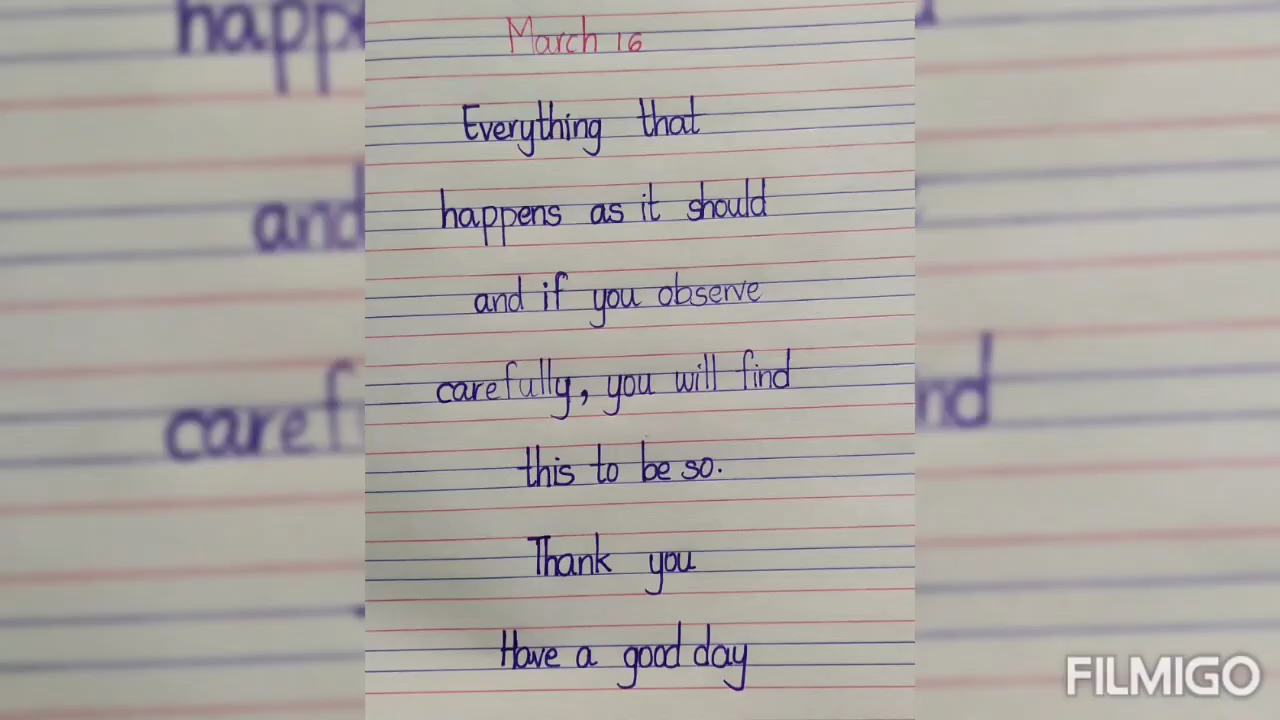 March 16
Everything that
happens as it should
and if you observe
carefully, you will find
this to be so.
Thank you
Have a good day
FILMIGO